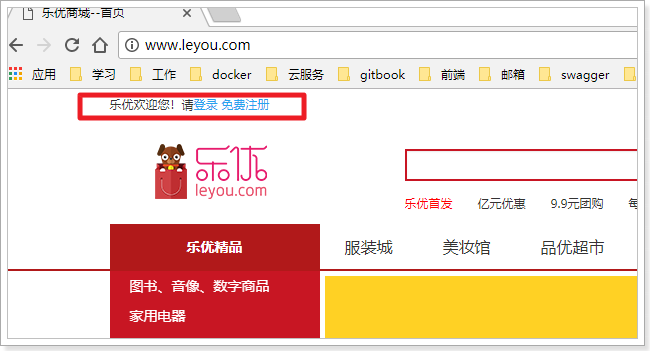 乐优商城--首页
www.leyou.com
应用 学习 工作 docker 云服务 gitbook 前端 邮箱 swagger
乐优欢迎您！请登录 免费注册
乐优
leyou.com
乐优首发 亿元优惠 9.9元团购
乐优精品 服装城 美妆馆 品优超市
图书、音像、数字商品
家用电器